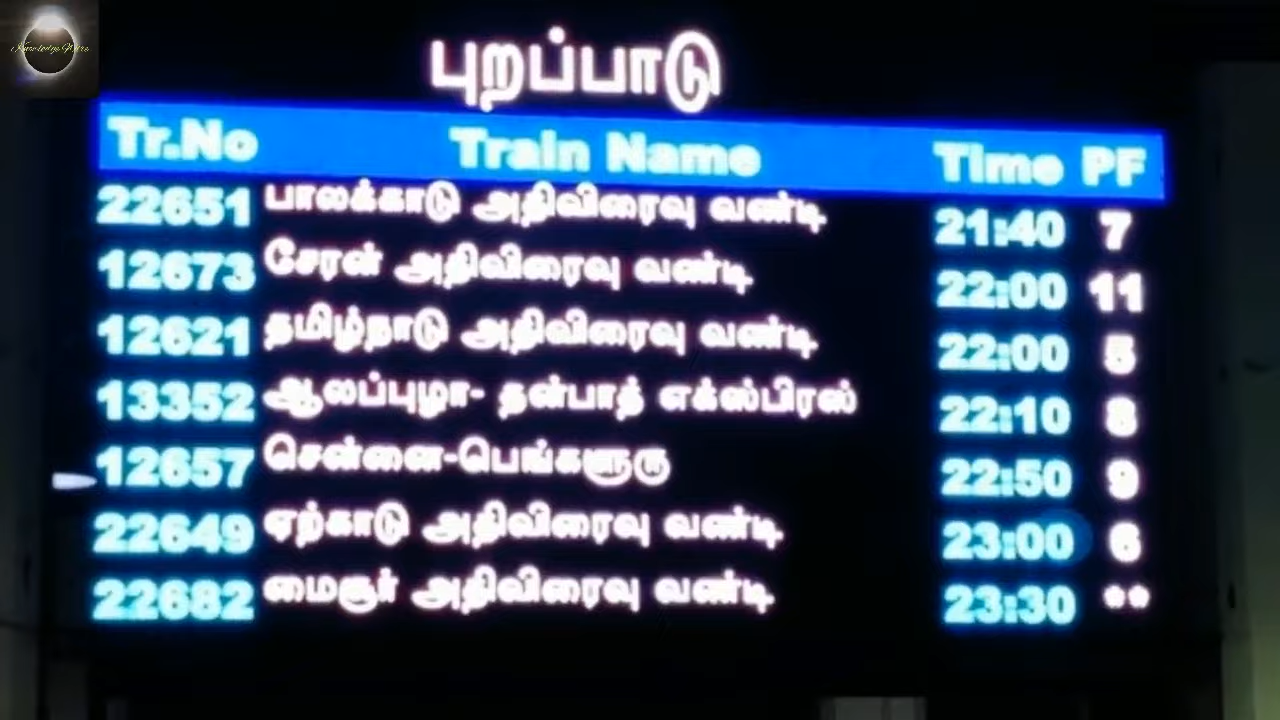 புறப்பாடு
Tr.No Train Name Time PF
22651 பாலக்காடு அதிவிரைவு வண்டி 21:40 7
12673 சேரன் அதிவிரைவு வண்டி 22:00 11
12621 தமிழ்நாடு அதிவிரைவு வண்டி 22:00 5
13352 ஆலப்புழா- தன்பாத் எக்ஸ்பிரஸ் 22:10 8
12657 சென்னை-பெங்களூரு 22:50 9
22649 ஏற்காடு அதிவிரைவு வண்டி 23:00 6
22682 மைசூர் அதிவிரைவு வண்டி 23:30 **